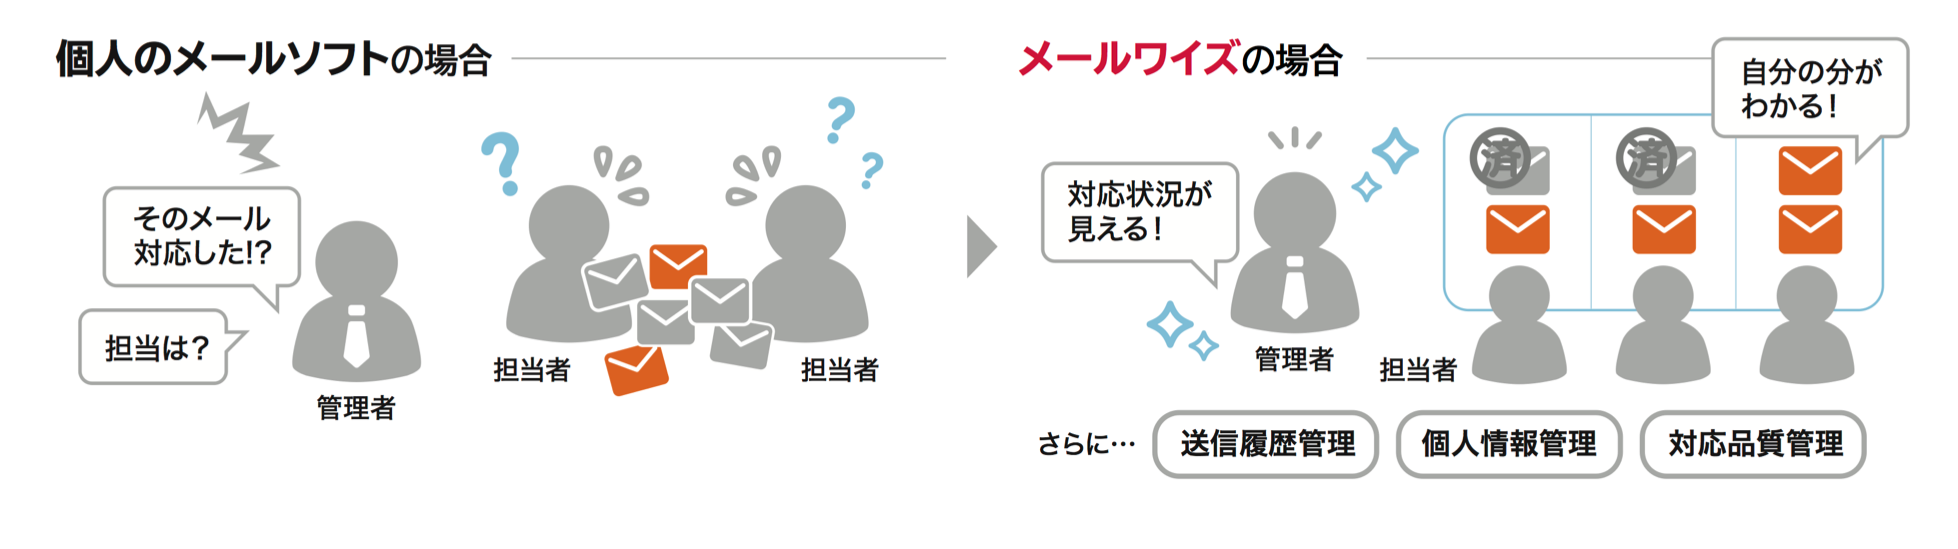 個人のメールソフトの場合
そのメール
対応した!?
担当は？
管理者
担当者
担当者
メールワイズの場合
対応状況が
見える！
管理者
自分の分が
わかる！
済
済
担当者
さらに…
送信履歴管理
個人情報管理
対応品質管理